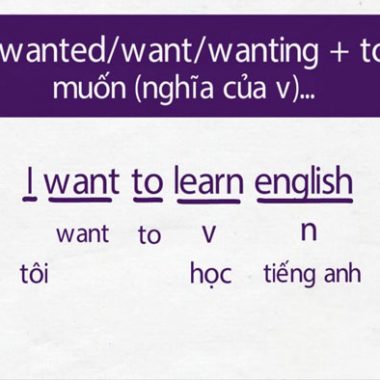 wanted/want/wanting + to
muốn (nghĩa của v)...
I want to learn english
want to v n
tôi học tiếng anh